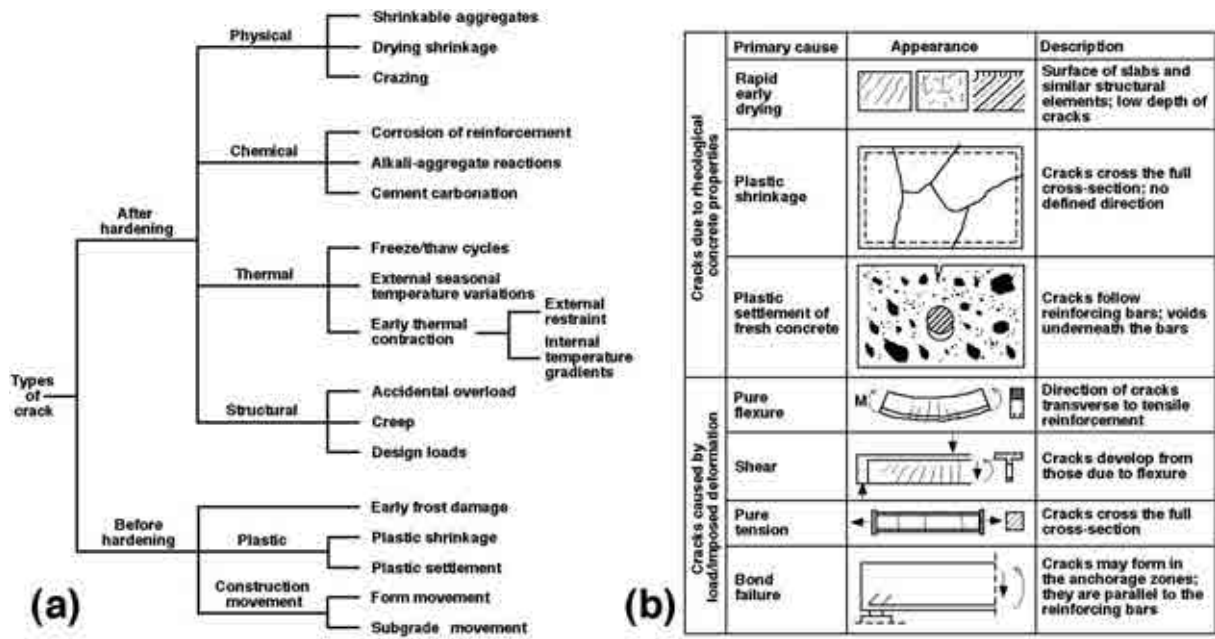 Types
of
crack
After
hardening
Physical
Shrinkable aggregates
Drying shrinkage
Crazing
Chemical
Corrosion of reinforcement
Alkali-aggregate reactions
Cement carbonation
Thermal
Freeze/thaw cycles
External seasonal
temperature variations
Early thermal
contraction
External
restraint
Internal
temperature
gradients
Structural
Accidental overload
Creep
Design loads
Before
hardening
Early frost damage
Plastic
Plastic shrinkage
Plastic settlement
Construction
movement
Form movement
Subgrade movement
(a)
Primary cause
Appearance
Description
Cracks due to rheological
concrete properties
Rapid
early
drying
Surface of slabs and
similar structural
elements; low depth of
cracks
Plastic
shrinkage
Cracks cross the full
cross-section; no
defined direction
Plastic
settlement of
fresh concrete
Cracks follow
reinforcing bars; voids
underneath the bars
Cracks caused by
load/imposed deformation
Pure
flexure
M
Direction of cracks
transverse to tensile
reinforcement
Shear
Cracks develop from
those due to flexure
Pure
tension
Cracks cross the full
cross-section
Bond
failure
Cracks may form in
the anchorage zones;
they are parallel to the
reinforcing bars
(b)